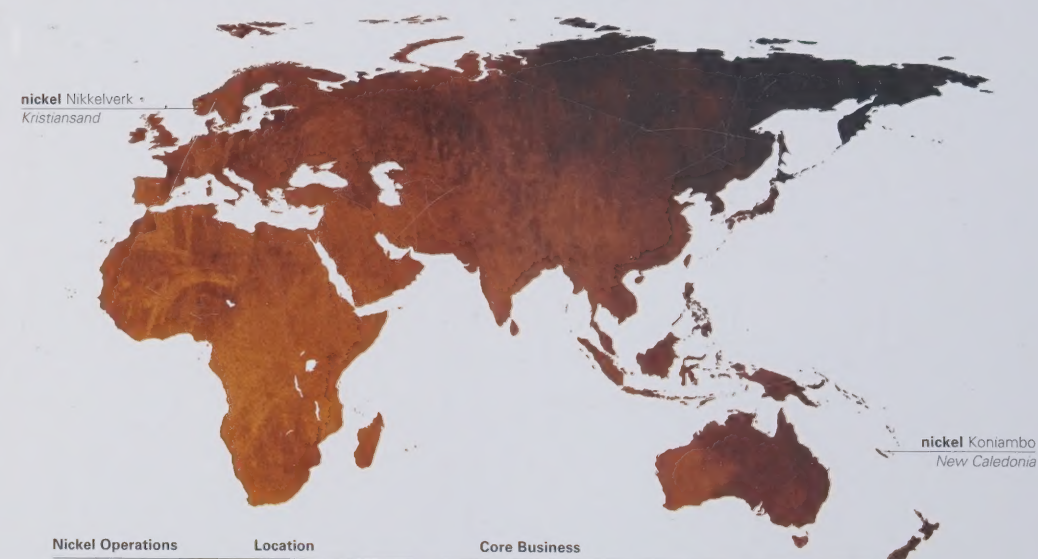 nickel Nikkelverk
Kristiansand
nickel Koniambo
New Caledonia
Nickel Operations Location Core Business